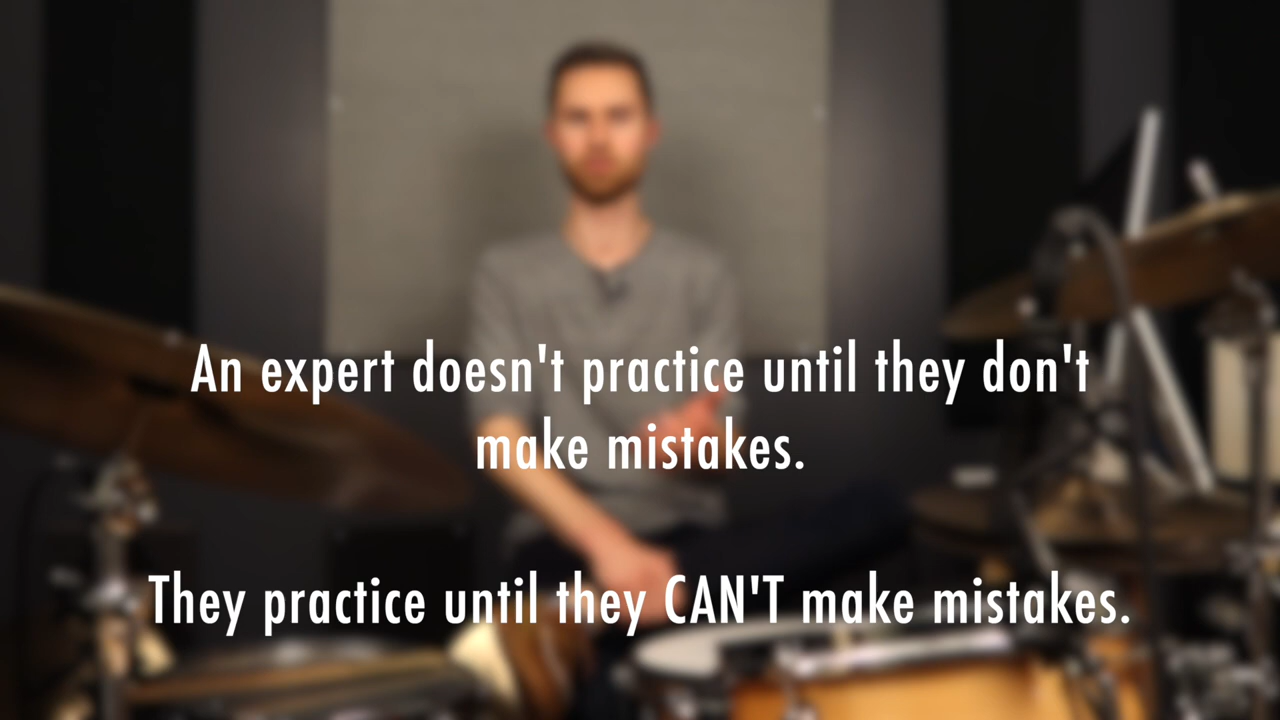 An expert doesn't practice until they don't
make mistakes.
They practice until they CAN'T make mistakes.